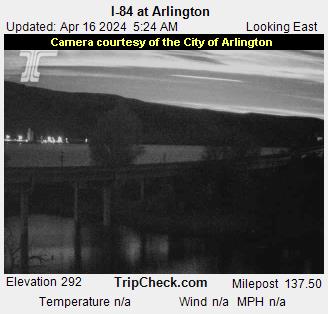 I-84 at Arlington
Updated: Apr 16 2024 5:24 AM Looking East
Camera courtesy of the City of Arlington
Elevation 292 TripCheck.com Milepost 137.50
Temperature n/a Wind n/a MPH n/a